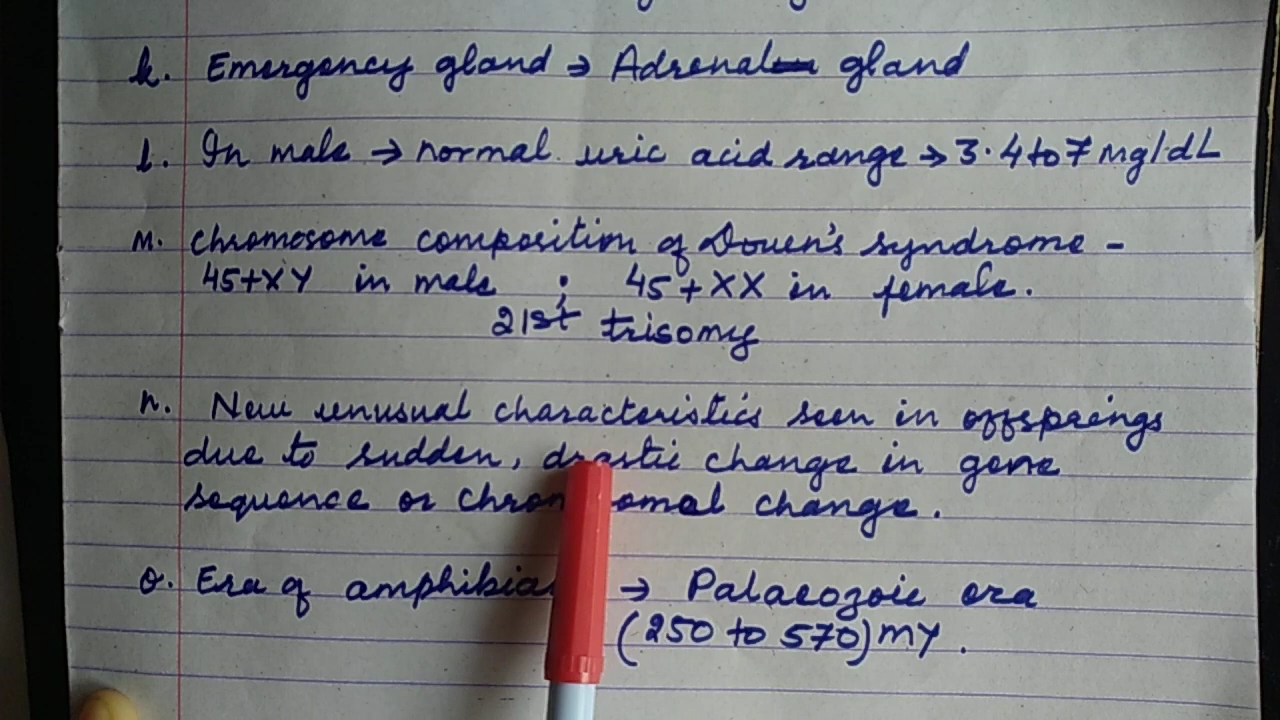 k. Emergency gland → Adrenal gland
l. In male → normal uric acid range → 3.4 to 7 mg/dL
M. Chromosome composition of Down's syndrome -
45+XY in male ; 45+XX in female.
21st trisomy
n. New unusual characteristics seen in offsprings
due to sudden, drastic change in gene
sequence or change.
o. Era of → Palaeozoic era
(250 to 570) my.